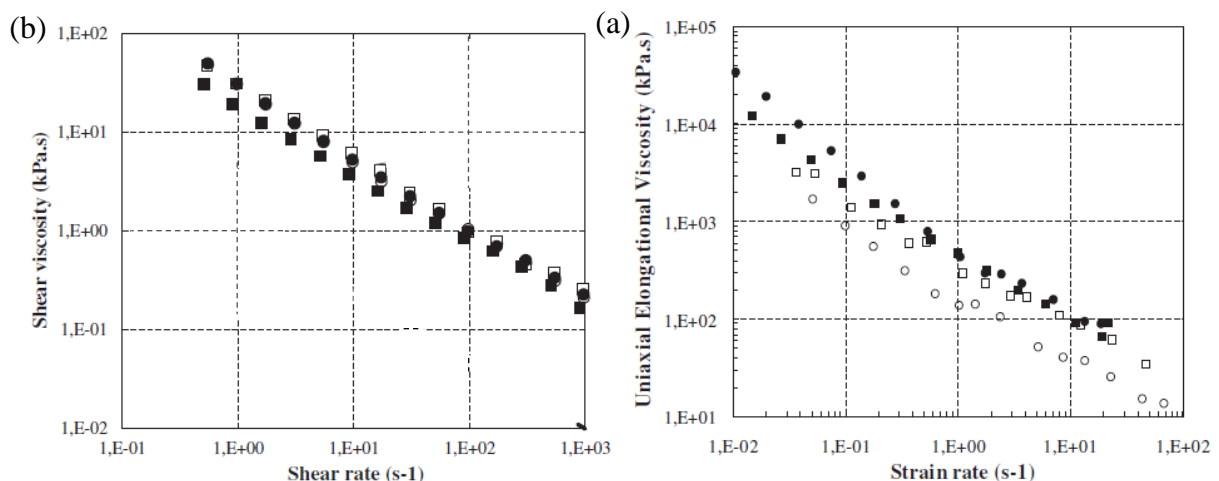 (b)
Shear viscosity (kPa.s)
1,E+02
1,E+01
1,E+00
1,E-01
1,E-02
1,E-01 1,E+00 1,E+01 1,E+02 1,E+03
Shear rate (s-1)
(a)
Uniaxial Elongational Viscosity (kPa.s)
1,E+05
1,E+04
1,E+03
1,E+02
1,E+01
1,E-02 1,E-01 1,E+00 1,E+01 1,E+02
Strain rate (s-1)